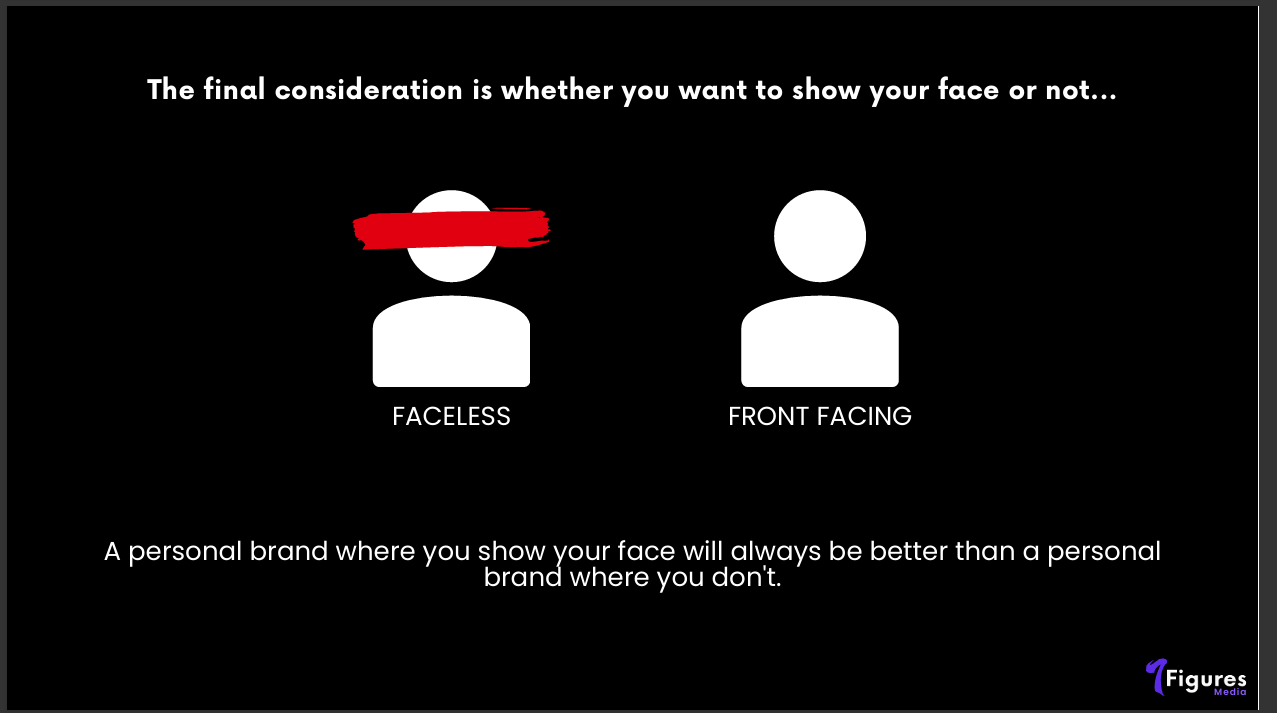 The final consideration is whether you want to show your face or not...
FACELESS
FRONT FACING
A personal brand where you show your face will always be better than a personal
brand where you don't.
7Figures
Media